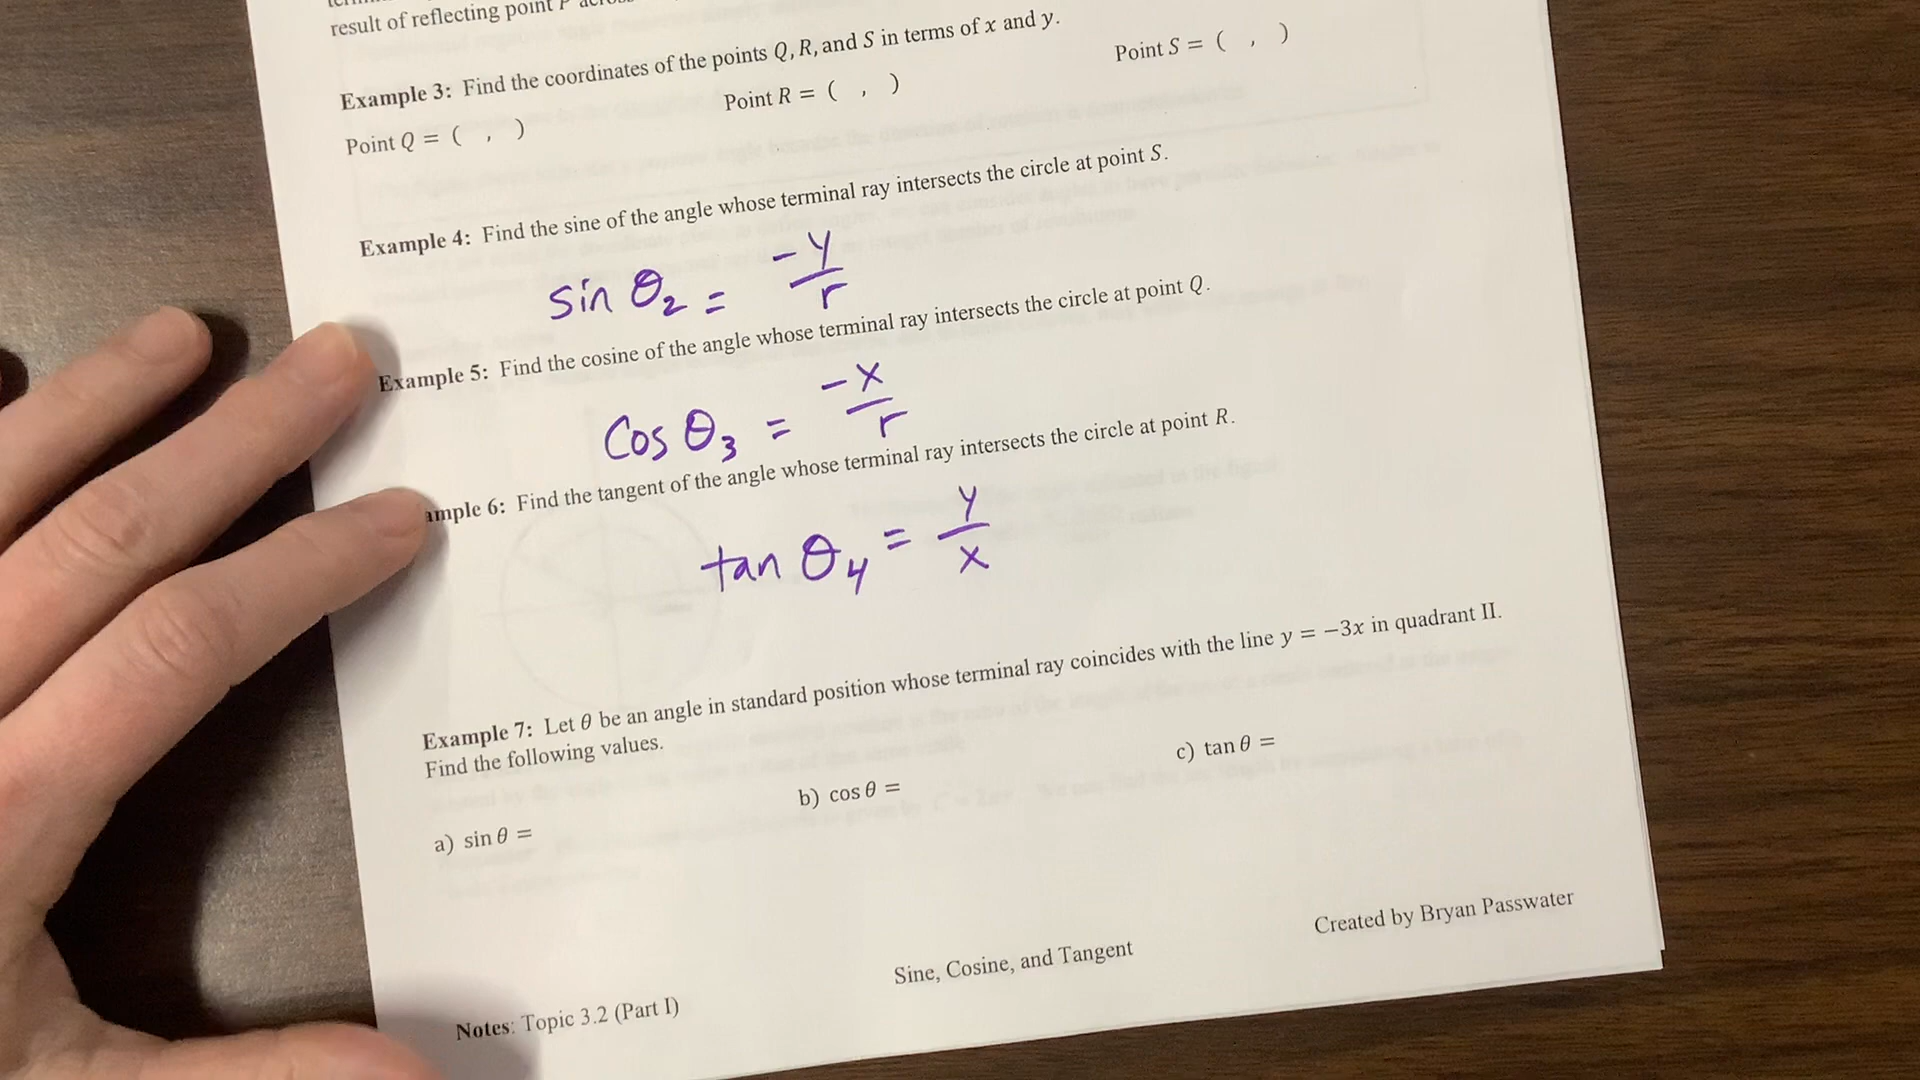 result of reflecting point P
Example 3: Find the coordinates of the points Q, R, and S in terms of x and y.
Point Q = ( , ) Point R = ( , ) Point S = ( , )
Example 4: Find the sine of the angle whose terminal ray intersects the circle at point S.
sin θ₂ = -y/r
Example 5: Find the cosine of the angle whose terminal ray intersects the circle at point Q.
cos θ₃ = -x/r
ample 6: Find the tangent of the angle whose terminal ray intersects the circle at point R.
tan θ₄ = y/x
Example 7: Let θ be an angle in standard position whose terminal ray coincides with the line y = −3x in quadrant II.
Find the following values.
a) sin θ = b) cos θ = c) tan θ =
Notes: Topic 3.2 (Part I) Sine, Cosine, and Tangent Created by Bryan Passwater